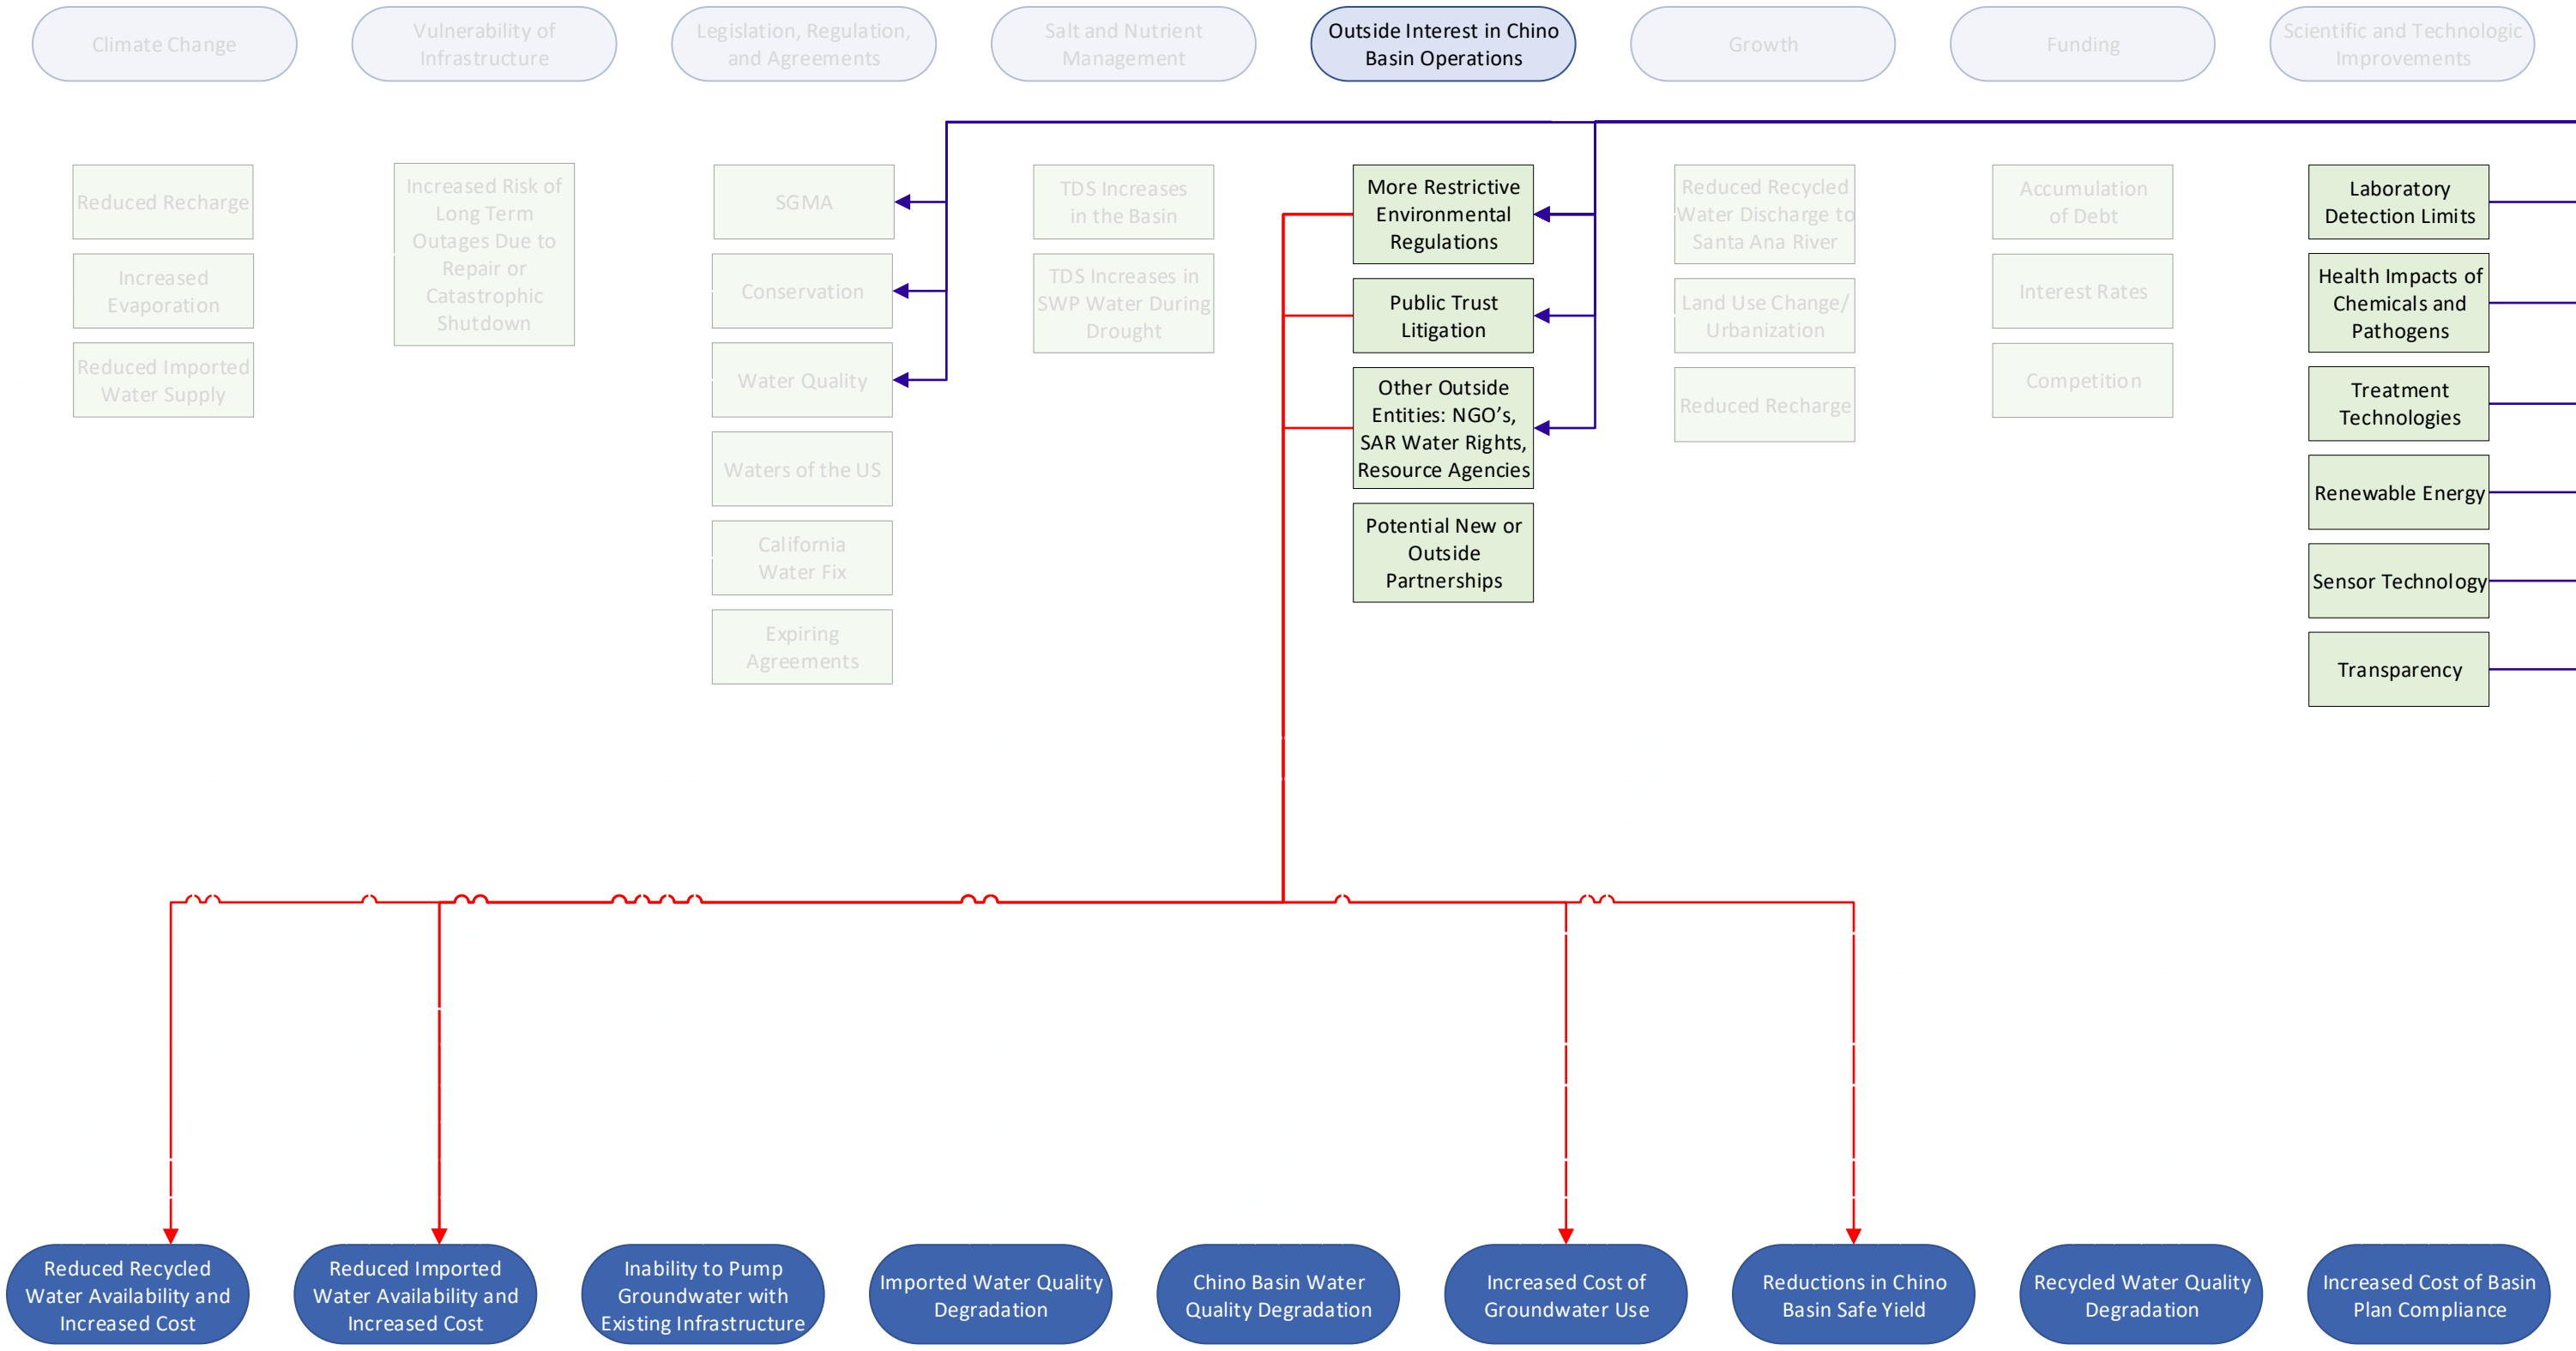 Climate Change
Vulnerability of
Infrastructure
Legislation, Regulation,
and Agreements
Salt and Nutrient
Management
Outside Interest in Chino
Basin Operations
Growth
Funding
Scientific and Technologic
Improvements
Reduced Recharge
Increased
Evaporation
Reduced Imported
Water Supply
Increased Risk of
Long Term
Outages Due to
Repair or
Catastrophic
Shutdown
SGMA
Conservation
Water Quality
Waters of the US
California
Water Fix
Expiring
Agreements
TDS Increases
in the Basin
TDS Increases in
SWP Water During
Drought
More Restrictive
Environmental
Regulations
Public Trust
Litigation
Other Outside
Entities: NGO’s,
SAR Water Rights,
Resource Agencies
Potential New or
Outside
Partnerships
Reduced Recycled
Water Discharge to
Santa Ana River
Land Use Change/
Urbanization
Reduced Recharge
Accumulation
of Debt
Interest Rates
Competition
Laboratory
Detection Limits
Health Impacts of
Chemicals and
Pathogens
Treatment
Technologies
Renewable Energy
Sensor Technology
Transparency
Reduced Recycled
Water Availability and
Increased Cost
Reduced Imported
Water Availability and
Increased Cost
Inability to Pump
Groundwater with
Existing Infrastructure
Imported Water Quality
Degradation
Chino Basin Water
Quality Degradation
Increased Cost of
Groundwater Use
Reductions in Chino
Basin Safe Yield
Recycled Water Quality
Degradation
Increased Cost of Basin
Plan Compliance